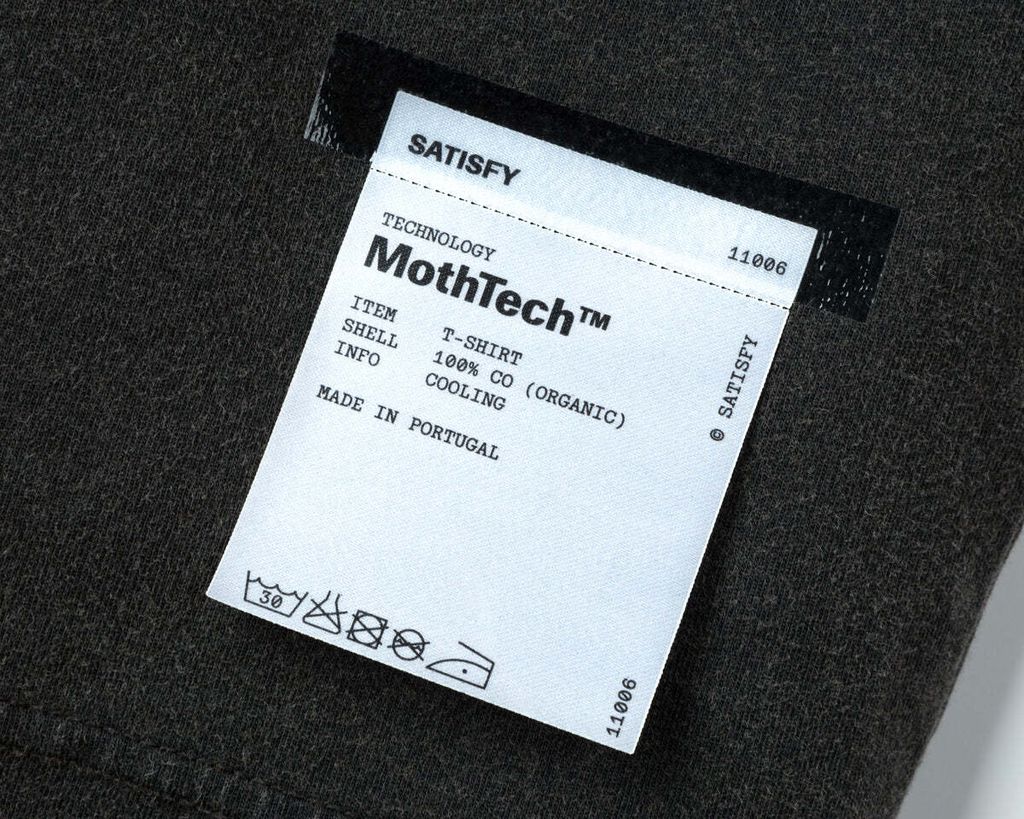 SATISFY
11006
TECHNOLOGY
MothTech™
ITEM T-SHIRT
SHELL 100% CO (ORGANIC)
INFO COOLING
MADE IN PORTUGAL
© SATISFY
30
11006